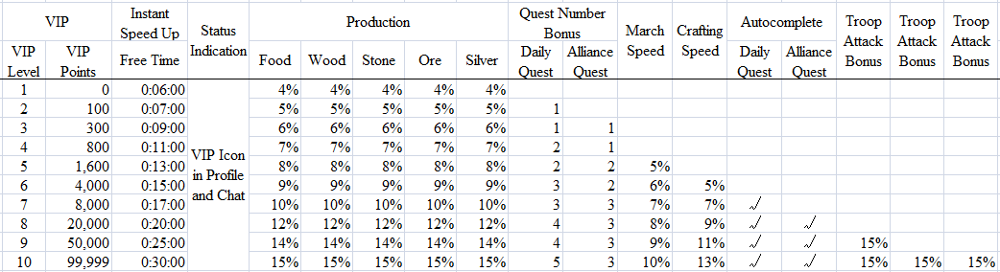 VIP Instant Speed Up Status Indication Production Quest Number Bonus March Speed Crafting Speed Autocomplete Troop Attack Bonus Troop Attack Bonus Troop Attack Bonus
VIP Level VIP Points Free Time Food Wood Stone Ore Silver Daily Quest Alliance Quest Daily Quest Alliance Quest
1 0 0:06:00 4% 4% 4% 4% 4%
2 100 0:07:00 5% 5% 5% 5% 5% 1
3 300 0:09:00 6% 6% 6% 6% 6% 1 1
4 800 0:11:00 7% 7% 7% 7% 7% 2 1
VIP Icon in Profile and Chat
5 1,600 0:13:00 8% 8% 8% 8% 8% 2 2 5%
6 4,000 0:15:00 9% 9% 9% 9% 9% 3 2 6% 5%
7 8,000 0:17:00 10% 10% 10% 10% 10% 3 3 7% 7% ✓
8 20,000 0:20:00 12% 12% 12% 12% 12% 4 3 8% 9% ✓ ✓
9 50,000 0:25:00 14% 14% 14% 14% 14% 4 3 9% 11% ✓ ✓ 15%
10 99,999 0:30:00 15% 15% 15% 15% 15% 5 3 10% 13% ✓ ✓ 15% 15% 15%